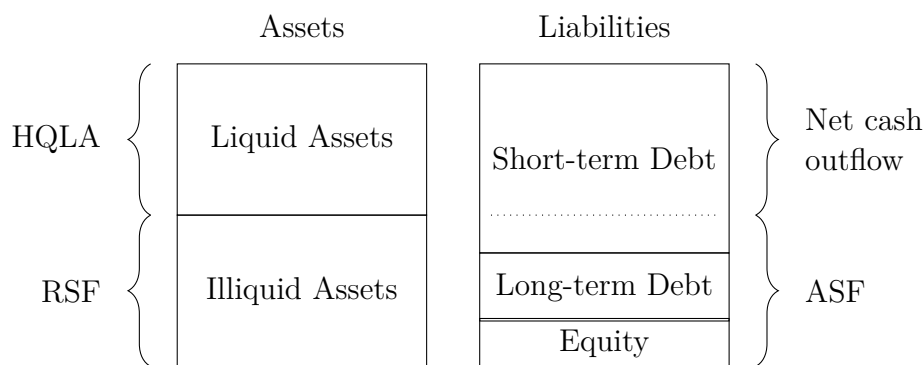 Assets
Liabilities
HQLA
Liquid Assets
Short-term Debt
Net cash
outflow
RSF
Illiquid Assets
Long-term Debt
ASF
Equity